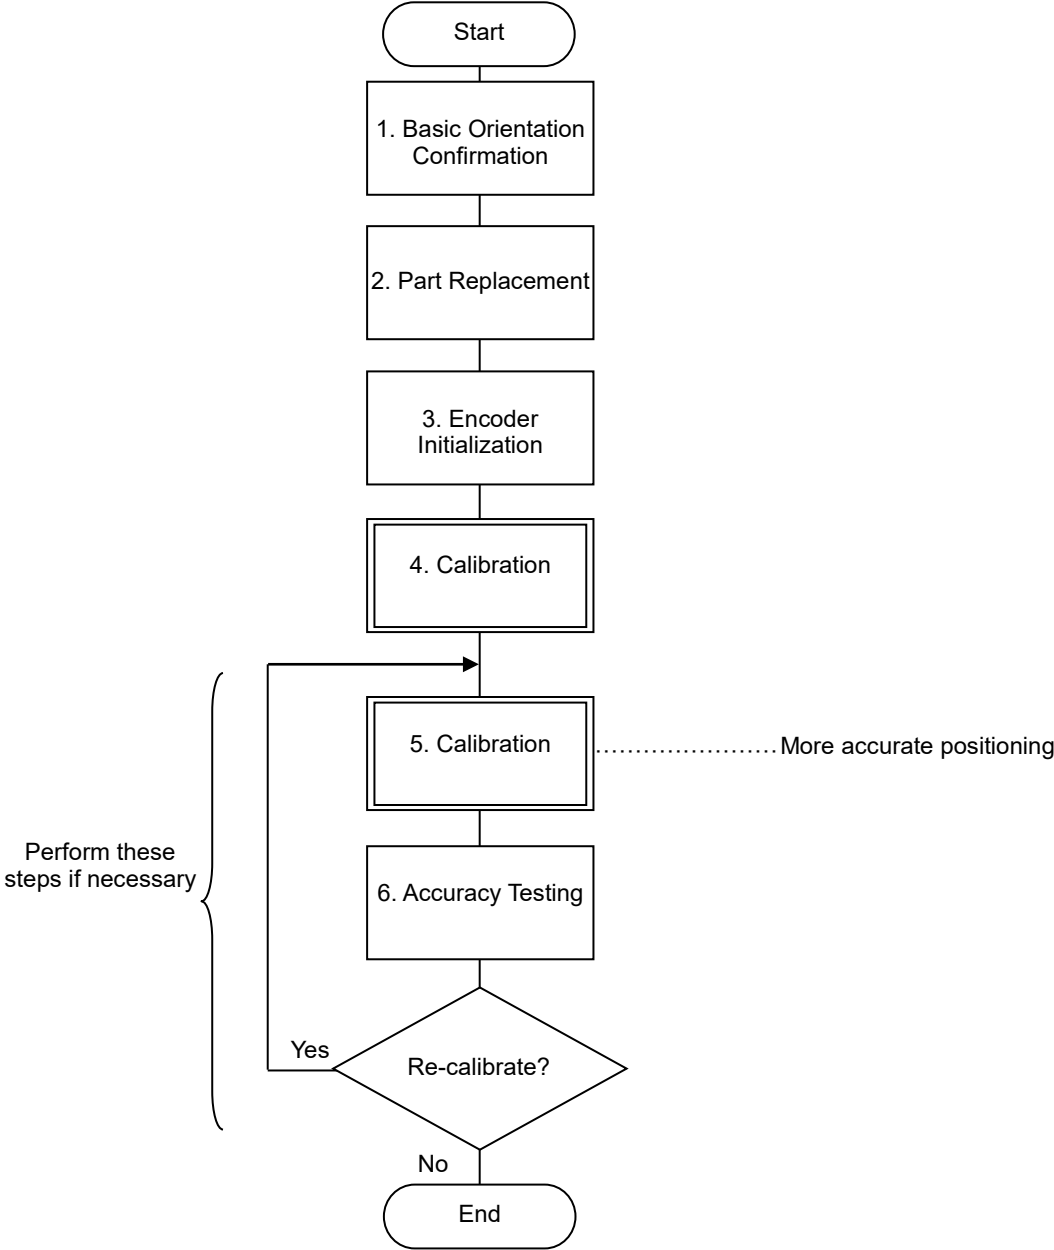 Start
1. Basic Orientation
Confirmation
2. Part Replacement
3. Encoder
Initialization
4. Calibration
5. Calibration
More accurate positioning
Perform these
steps if necessary
6. Accuracy Testing
Yes
Re-calibrate?
No
End